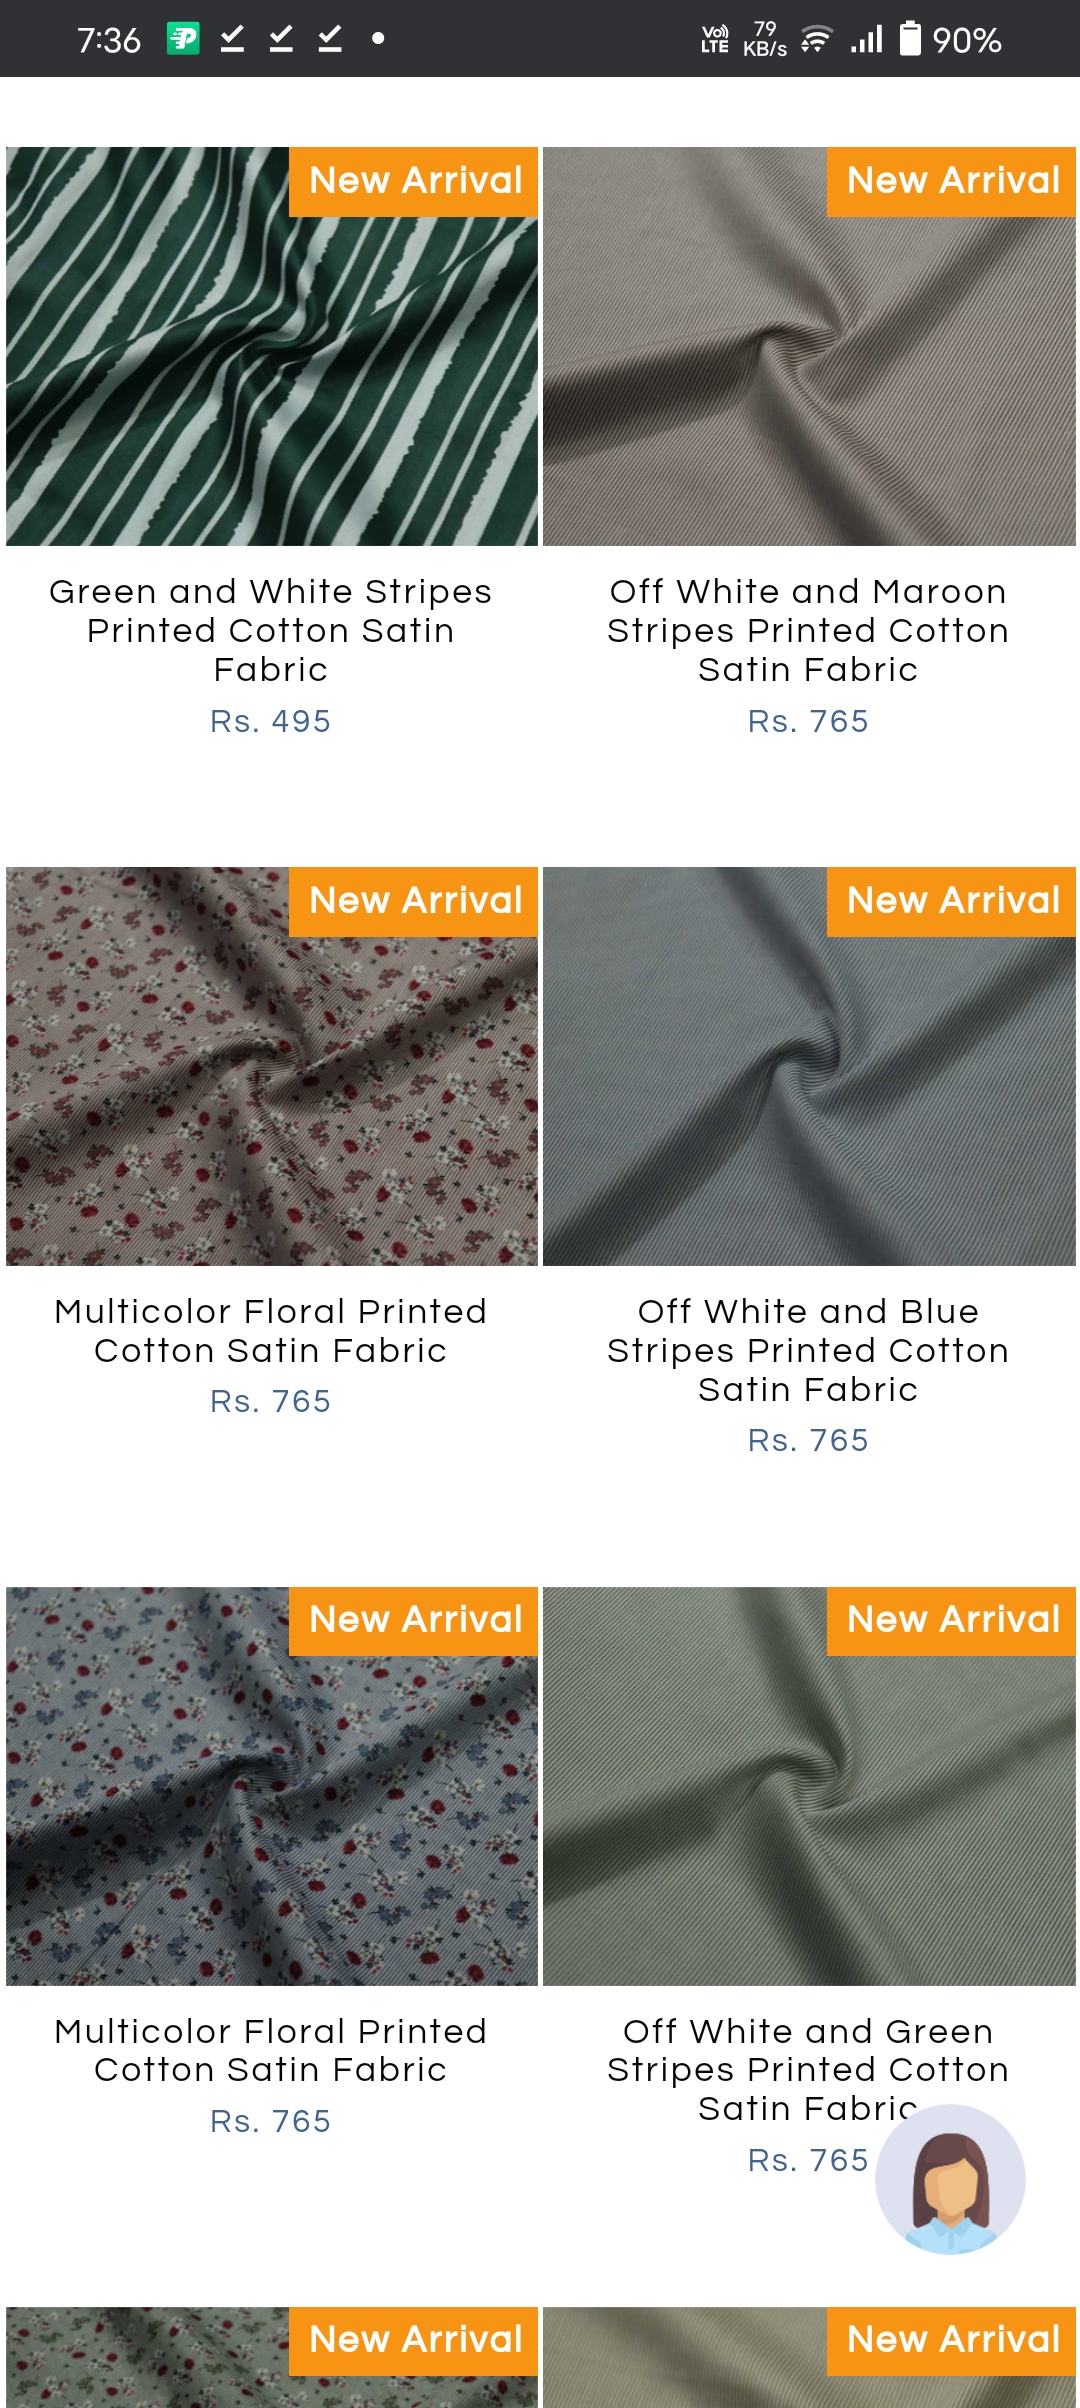 7:36
Vo))
LTE
79
KB/s
90%
New Arrival
New Arrival
Green and White Stripes
Printed Cotton Satin
Fabric
Rs. 495
Off White and Maroon
Stripes Printed Cotton
Satin Fabric
Rs. 765
New Arrival
New Arrival
Multicolor Floral Printed
Cotton Satin Fabric
Rs. 765
Off White and Blue
Stripes Printed Cotton
Satin Fabric
Rs. 765
New Arrival
New Arrival
Multicolor Floral Printed
Cotton Satin Fabric
Rs. 765
Off White and Green
Stripes Printed Cotton
Satin Fabric
Rs. 765
New Arrival
New Arrival